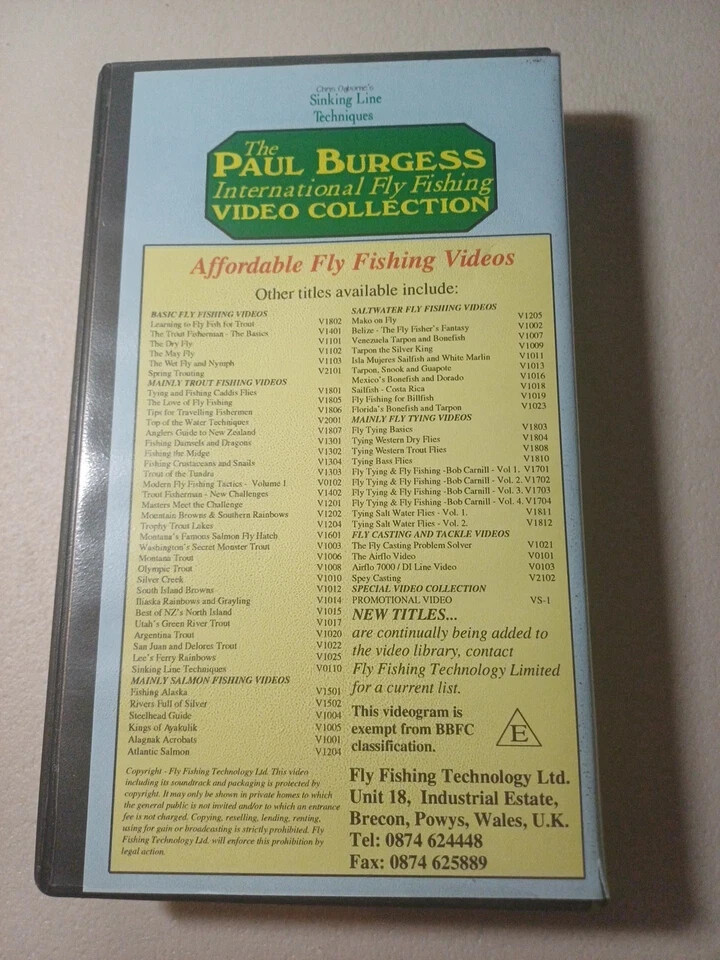 Chris Ogborne's
Sinking Line
Techniques
The
PAUL BURGESS
International Fly Fishing
VIDEO COLLECTION
Affordable Fly Fishing Videos
Other titles available include:
BASIC FLY FISHING VIDEOS
Learning to Fly Fish for Trout V1802
The Trout Fisherman - The Basics V1401
The Dry Fly V1101
The May Fly V1102
The Wet Fly and Nymph V1103
Spring Trouting V2101
MAINLY TROUT FISHING VIDEOS
Tying and Fishing Caddis Flies V1801
The Love of Fly Fishing V1805
Tips for Travelling Fishermen V1806
Top of the Water Techniques V2001
Anglers Guide to New Zealand V1807
Fishing Damsels and Dragons V1301
Fishing the Midge V1302
Fishing Crustaceans and Snails V1304
Trout of the Tundra V1303
Modern Fly Fishing Tactics - Volume 1 V0102
Trout Fisherman - New Challenges V1402
Masters Meet the Challenge V1201
Mountain Browns & Southern Rainbows V1202
Trophy Trout Lakes V1204
Montana's Famous Salmon Fly Hatch V1601
Washington's Secret Monster Trout V1003
Montana Trout V1006
Olympic Trout V1008
Silver Creek V1010
South Island Browns V1012
Iliaska Rainbows and Grayling V1014
Best of NZ's North Island V1015
Utah's Green River Trout V1017
Argentina Trout V1020
San Juan and Delores Trout V1022
Lee's Ferry Rainbows V1025
Sinking Line Techniques V0110
MAINLY SALMON FISHING VIDEOS
Fishing Alaska V1501
Rivers Full of Silver V1502
Steelhead Guide V1004
Kings of Ayakulik V1005
Alagnak Acrobats V1001
Atlantic Salmon V1204
Copyright - Fly Fishing Technology Ltd. This video
including its soundtrack and packaging is protected by
copyright. It may only be shown in private homes to which
the general public is not invited and/or to which an entrance
fee is not charged. Copying, reselling, lending, renting,
using for gain or broadcasting is strictly prohibited. Fly
Fishing Technology Ltd. will enforce this prohibition by
legal action.
SALTWATER FLY FISHING VIDEOS
Mako on Fly V1205
Belize - The Fly Fisher's Fantasy V1002
Venezuela Tarpon and Bonefish V1007
Tarpon the Silver King V1009
Isla Mujeres Sailfish and White Marlin V1011
Tarpon, Snook and Guapote V1013
Mexico's Bonefish and Dorado V1016
Sailfish - Costa Rica V1018
Fly Fishing for Billfish V1019
Florida's Bonefish and Tarpon V1023
MAINLY FLY TYING VIDEOS
Fly Tying Basics V1803
Tying Western Dry Flies V1804
Tying Western Trout Flies V1808
Tying Bass Flies V1810
Fly Tying & Fly Fishing -Bob Carnill - Vol 1. V1701
Fly Tying & Fly Fishing -Bob Carnill - Vol. 2. V1702
Fly Tying & Fly Fishing -Bob Carnill - Vol. 3. V1703
Fly Tying & Fly Fishing -Bob Carnill - Vol. 4. V1704
Tying Salt Water Flies - Vol. 1. V1811
Tying Salt Water Flies - Vol. 2. V1812
FLY CASTING AND TACKLE VIDEOS
The Fly Casting Problem Solver V1021
The Airflo Video V0101
Airflo 7000 / DI Line Video V0103
Spey Casting V2102
SPECIAL VIDEO COLLECTION
PROMOTIONAL VIDEO VS-1
NEW TITLES...
are continually being added to
the video library, contact
Fly Fishing Technology Limited
for a current list.
This videogram is
exempt from BBFC
classification.
E
Fly Fishing Technology Ltd.
Unit 18, Industrial Estate,
Brecon, Powys, Wales, U.K.
Tel: 0874 624448
Fax: 0874 625889